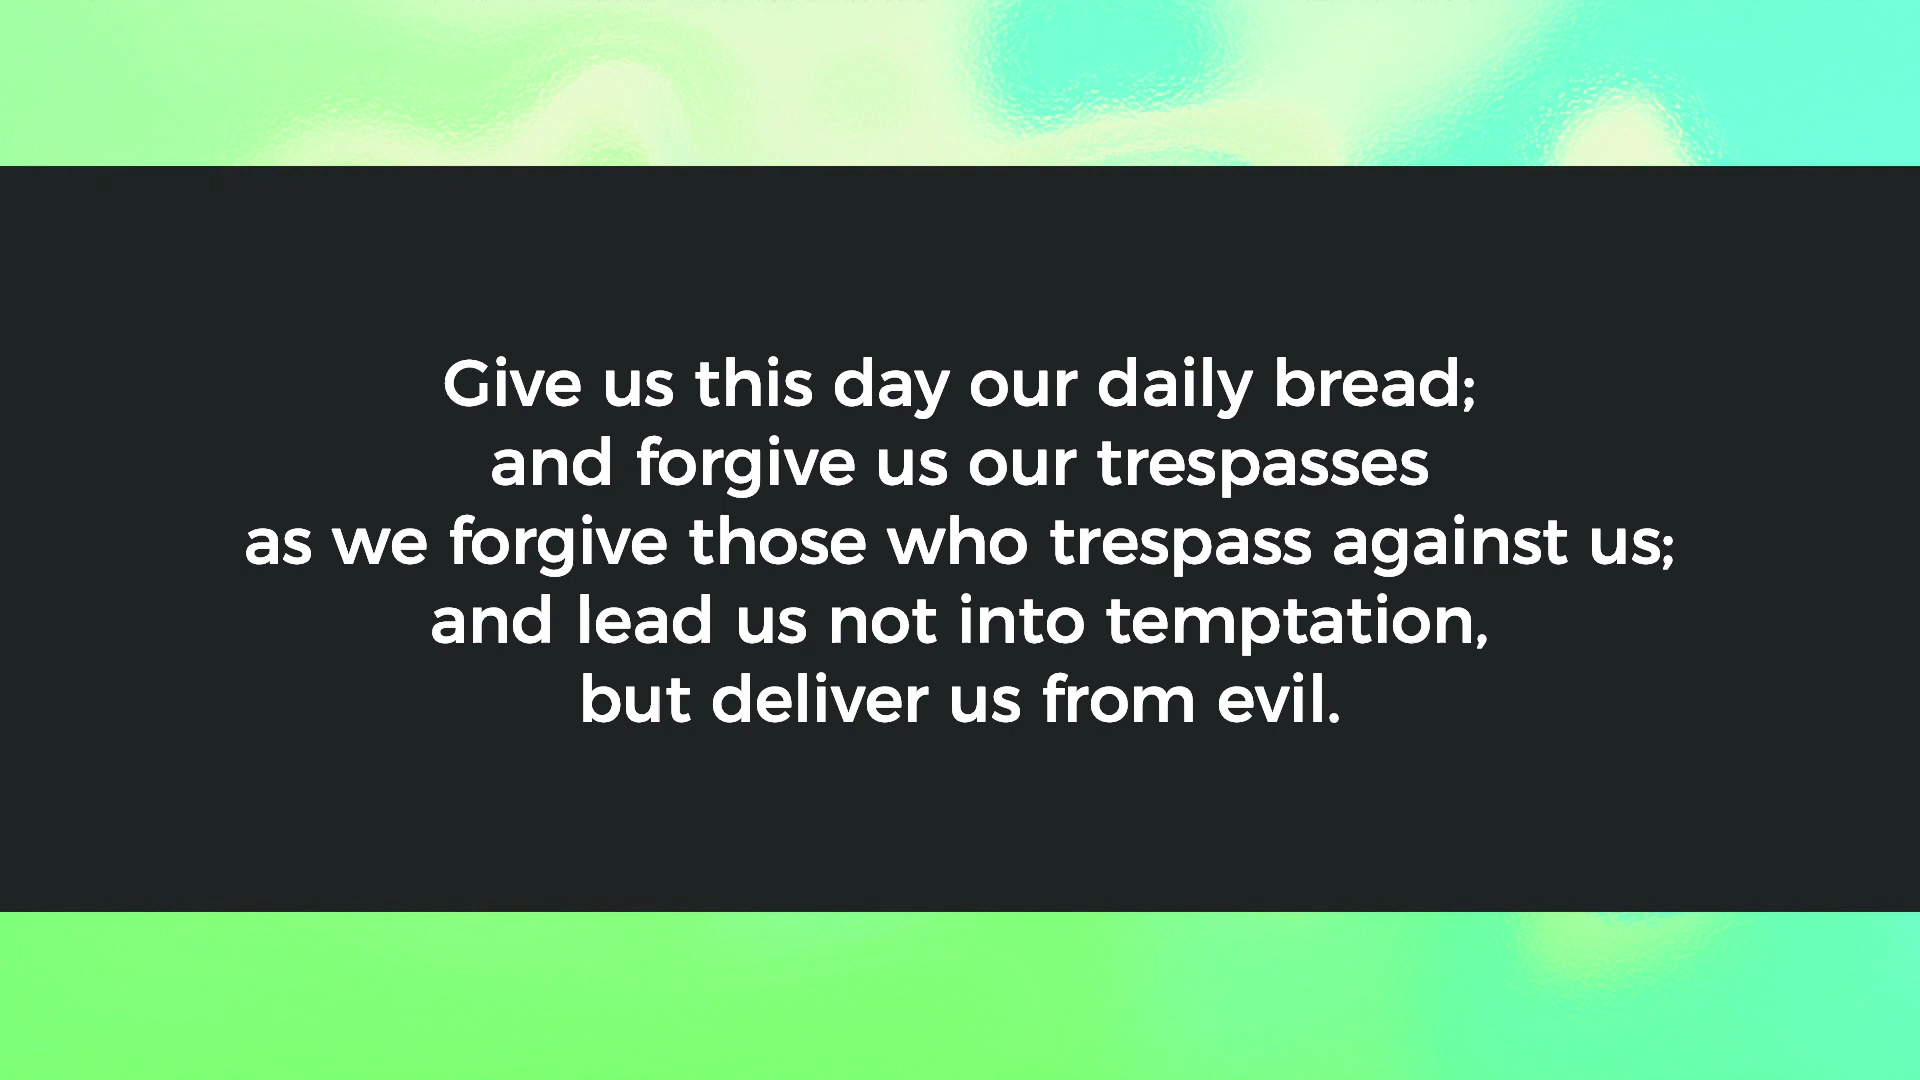 Give us this day our daily bread;
and forgive us our trespasses
as we forgive those who trespass against us;
and lead us not into temptation,
but deliver us from evil.